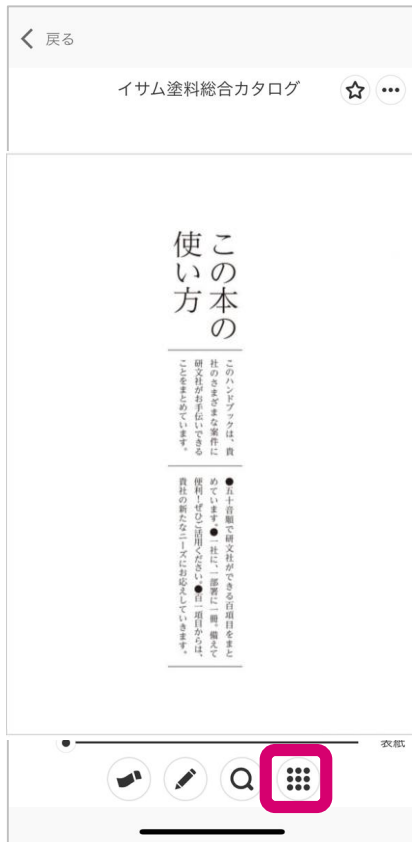 戻る
イサム塗料総合カタログ
この本の
使い方
このハンドブックは、貴
社のさまざまな案件に
研文社がお手伝いできる
ことをまとめています。
●五十音順で研文社ができる百項目をまと
めています。●一社に、一部署に一冊。備えて
便利!ぜひご活用ください。●百一項目からは、
貴社の新たなニーズにお応えしていきます。
表紙